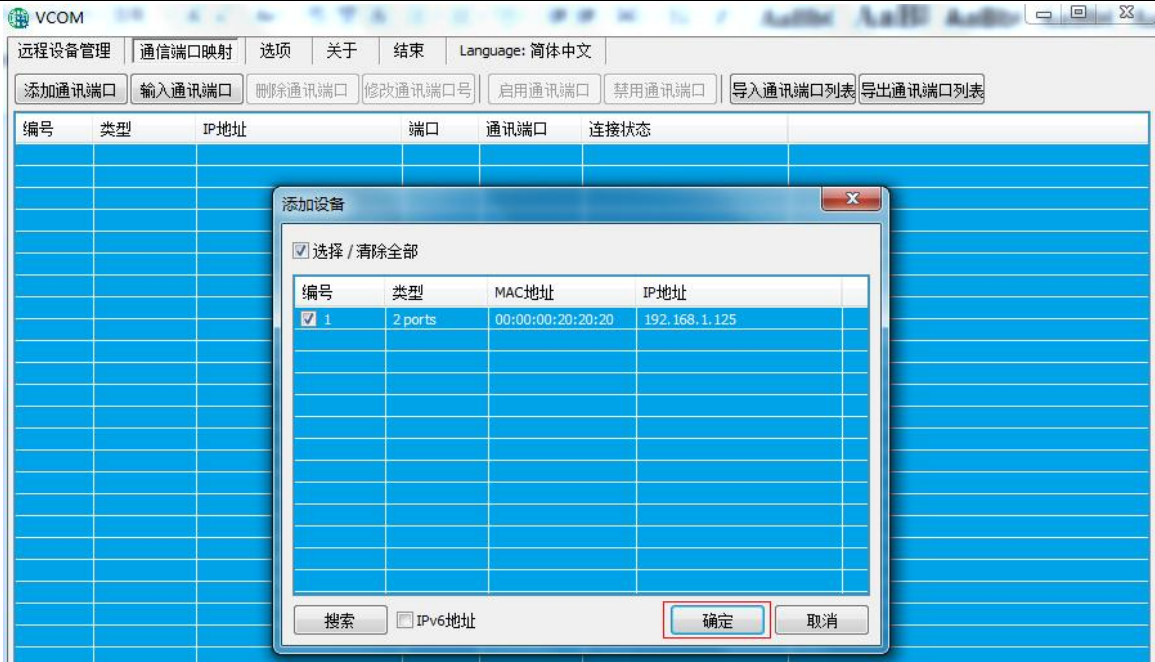 VCOM
远程设备管理 通信端口映射 选项 关于 结束 Language: 简体中文
添加通讯端口 输入通讯端口 删除通讯端口 修改通讯端口号 启用通讯端口 禁用通讯端口 导入通讯端口列表 导出通讯端口列表
编号 类型 IP地址 端口 通讯端口 连接状态
添加设备
选择 / 清除全部
编号 类型 MAC地址 IP地址
1 2 ports 00:00:00:20:20:20 192.168.1.125
搜索 IPv6地址 确定 取消